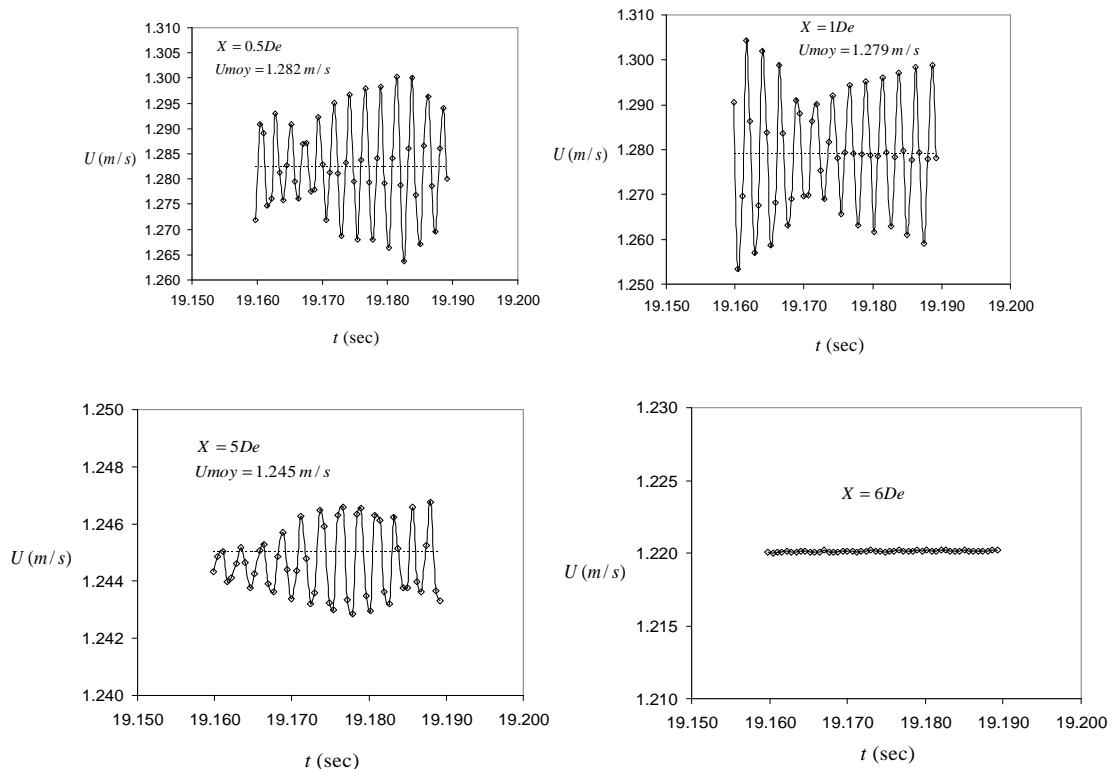 1.310
1.305
1.300
1.295
1.290
1.285
1.280
1.275
1.270
1.265
1.260
U (m/s)
X = 0.5De
Umoy = 1.282 m/s
19.150 19.160 19.170 19.180 19.190 19.200
t (sec)
1.310
1.300
1.290
1.280
1.270
1.260
1.250
U (m/s)
X = 1De
Umoy = 1.279 m/s
19.150 19.160 19.170 19.180 19.190 19.200
t (sec)
1.250
1.248
1.246
1.244
1.242
1.240
U (m/s)
X = 5De
Umoy = 1.245 m/s
19.150 19.160 19.170 19.180 19.190 19.200
t (sec)
1.230
1.225
1.220
1.215
1.210
U (m/s)
X = 6De
19.150 19.160 19.170 19.180 19.190 19.200
t (sec)